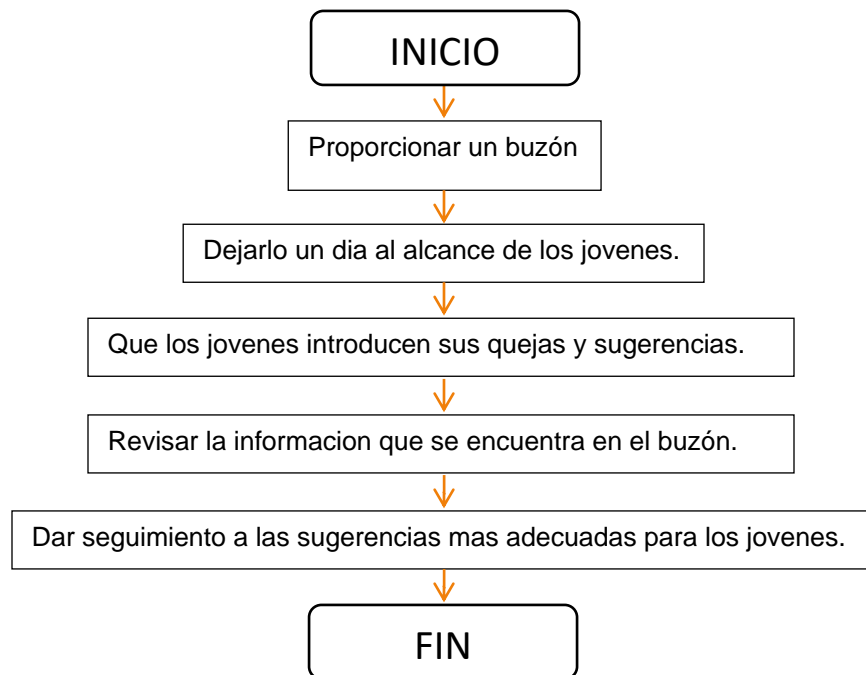 INICIO
Proporcionar un buzón
Dejarlo un dia al alcance de los jovenes.
Que los jovenes introducen sus quejas y sugerencias.
Revisar la informacion que se encuentra en el buzón.
Dar seguimiento a las sugerencias mas adecuadas para los jovenes.
FIN